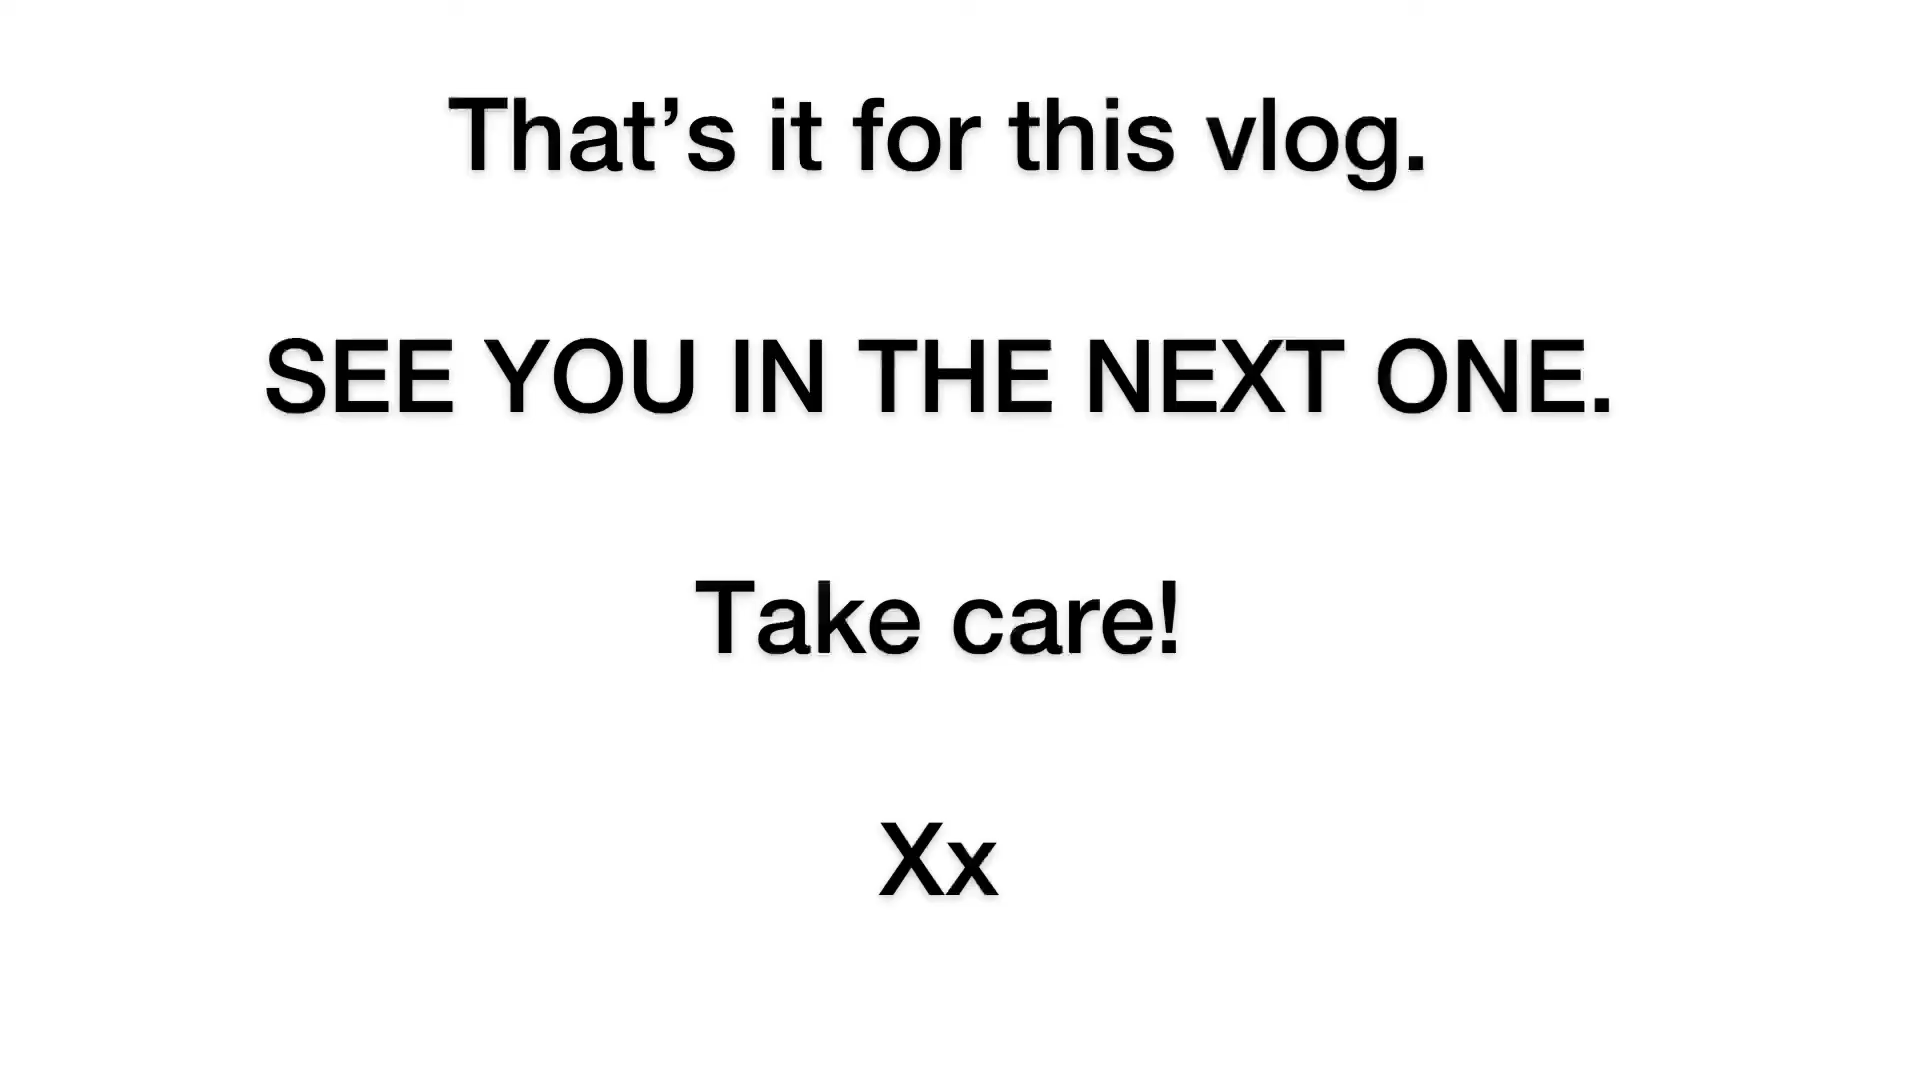 That’s it for this vlog.
SEE YOU IN THE NEXT ONE.
Take care!
Xx